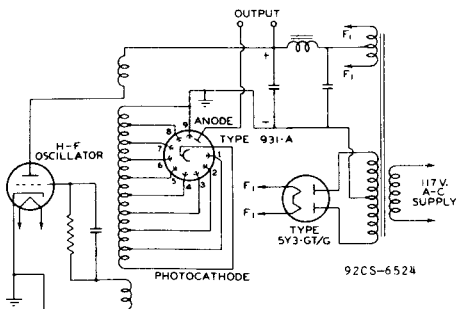 OUTPUT
F1
+
F1
ANODE
TYPE 931-A
9
8
7
6
5
4
3
2
1
−
H-F
OSCILLATOR
F1
F1
TYPE
5Y3-GT/G
117 V.
A-C
SUPPLY
PHOTOCATHODE
92CS-6524